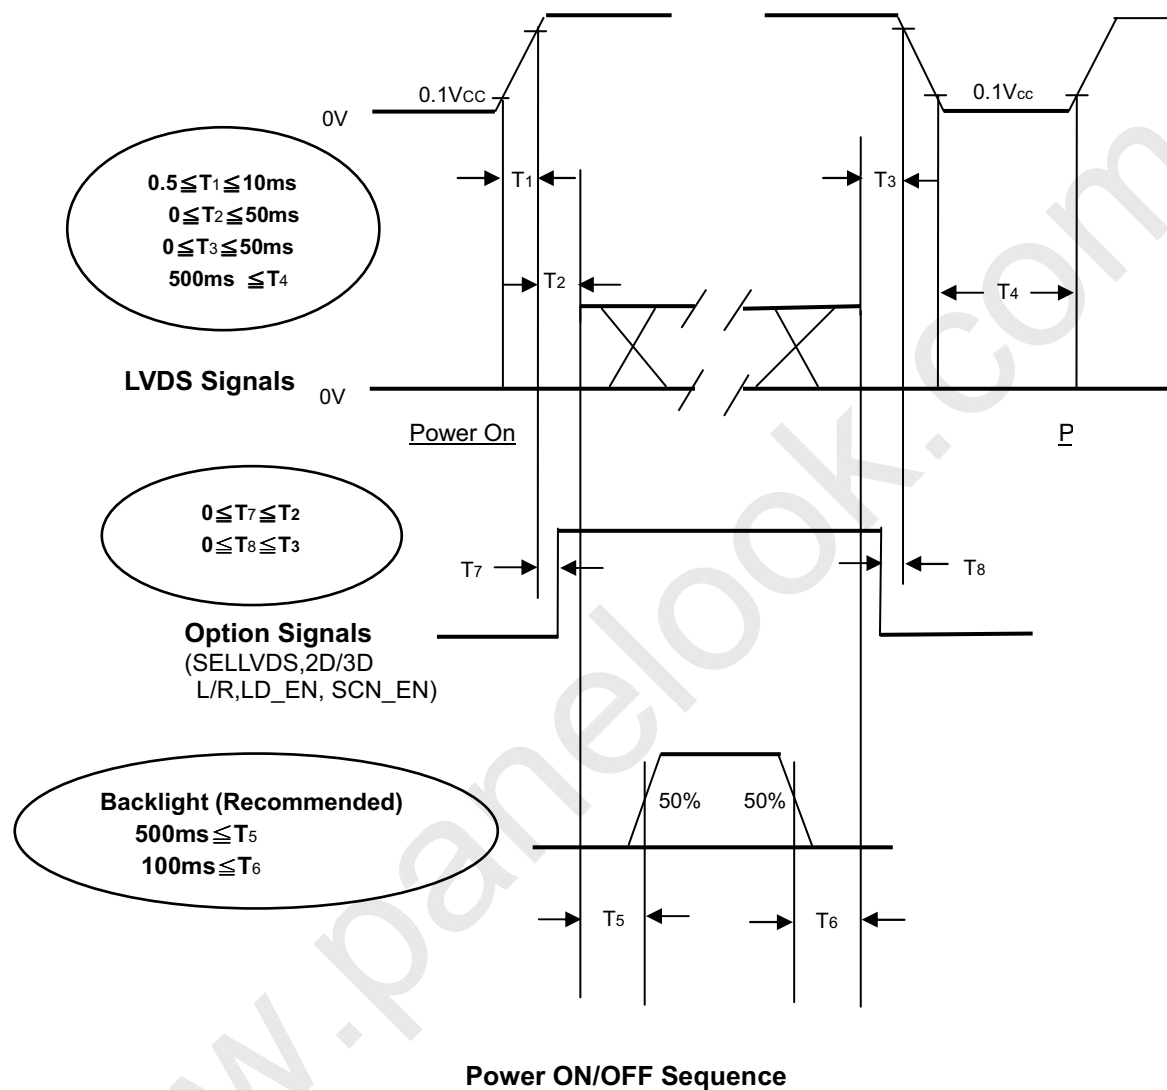 0.1VCC
0.1Vcc
0V
0.5≦T1≦10ms
0≦T2≦50ms
0≦T3≦50ms
500ms ≦T4
T1
T3
T2
T4
LVDS Signals
0V
Power On
P
0≦T7≦T2
0≦T8≦T3
T7
T8
Option Signals
(SELLVDS,2D/3D
L/R,LD_EN, SCN_EN)
Backlight (Recommended)
500ms≦T5
100ms≦T6
50%
50%
T5
T6
Power ON/OFF Sequence
w.panelook.com